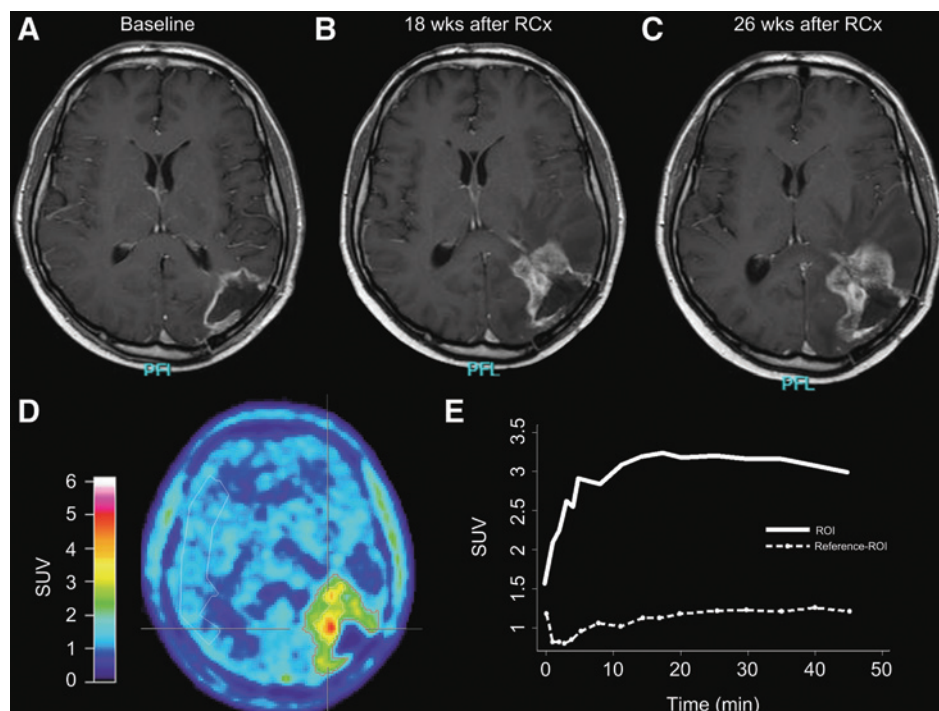 A Baseline
B 18 wks after RCx
C 26 wks after RCx
PFL
PFL
D
E
6
5
4
3
2
1
0
SUV
3.5
3
2.5
2
1.5
1
SUV
ROI
Reference-ROI
0 10 20 30 40 50
Time (min)